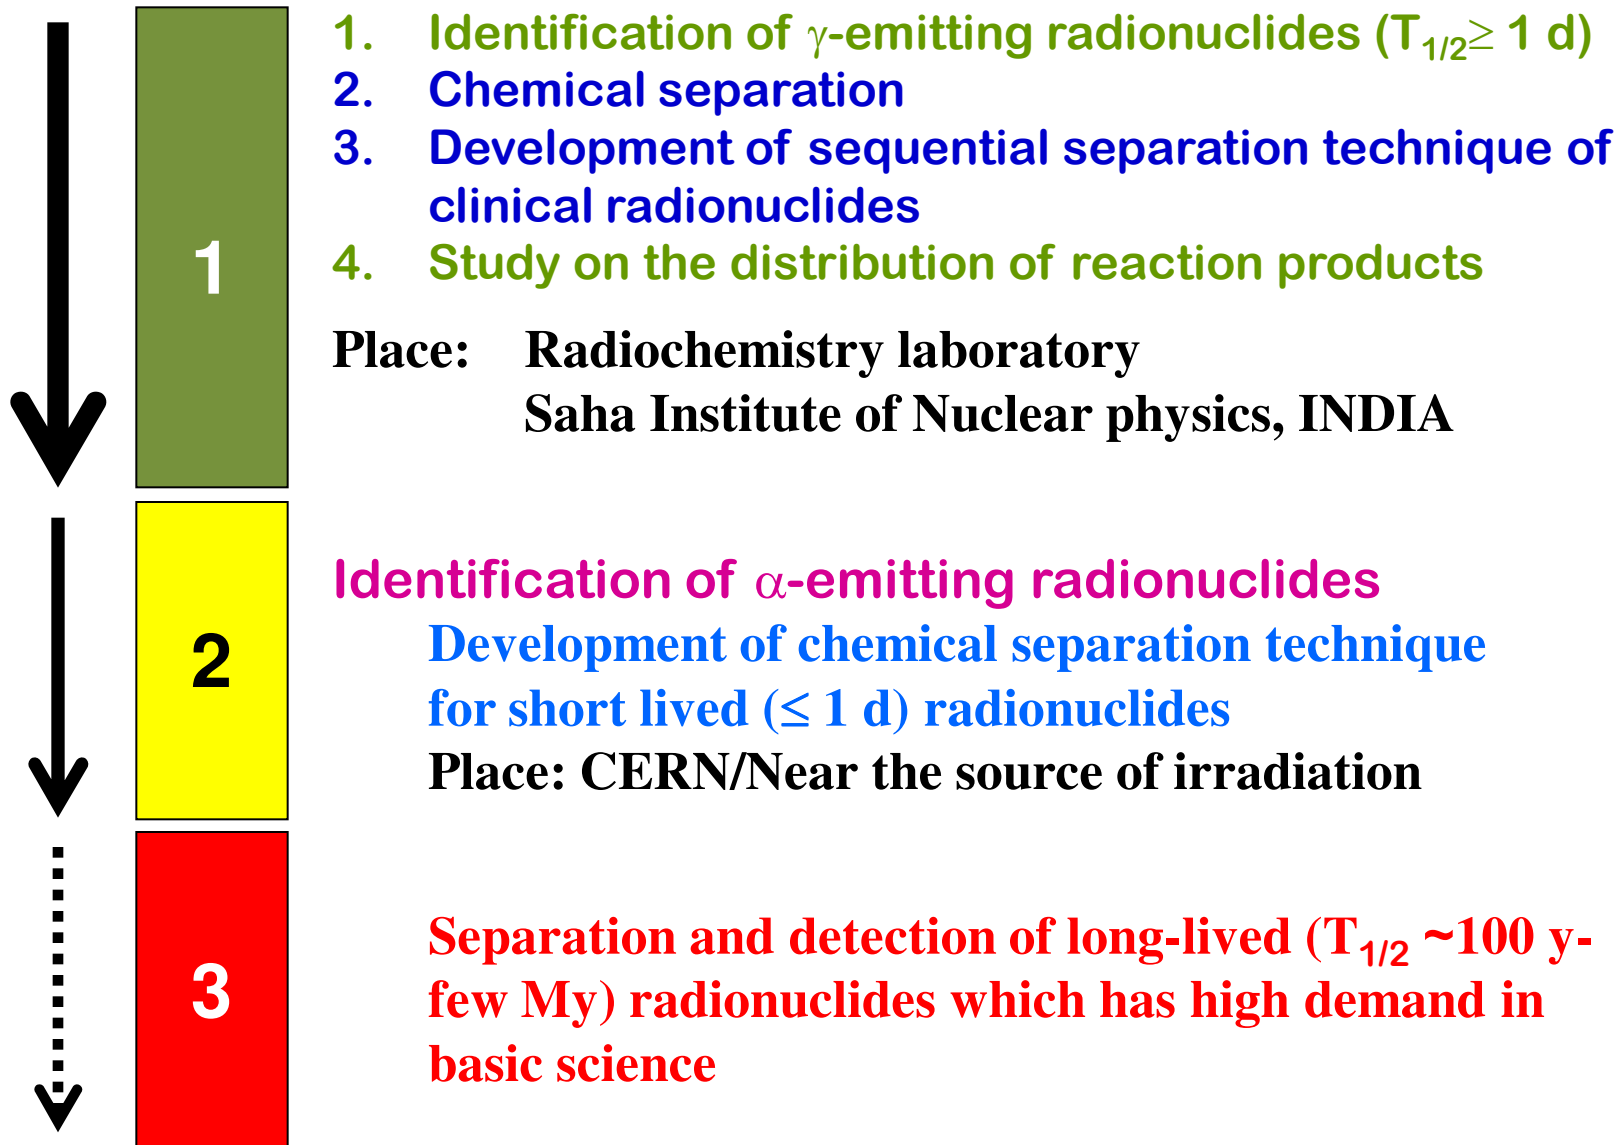 1. Identification of γ-emitting radionuclides (T1/2≥ 1 d)
2. Chemical separation
3. Development of sequential separation technique of
clinical radionuclides
4. Study on the distribution of reaction products
1
Place: Radiochemistry laboratory
Saha Institute of Nuclear physics, INDIA
Identification of α-emitting radionuclides
Development of chemical separation technique
2
for short lived (≤ 1 d) radionuclides
Place: CERN/Near the source of irradiation
Separation and detection of long-lived (T1/2 ~100 y-
3
few My) radionuclides which has high demand in
basic science